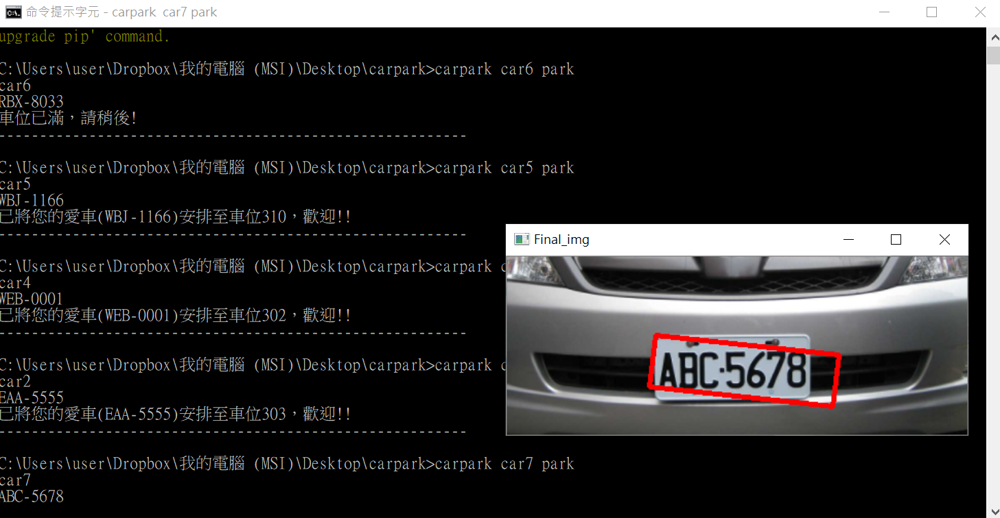 命令提示字元 - carpark  car7 park
upgrade pip' command.
C:\Users\user\Dropbox\我的電腦 (MSI)\Desktop\carpark>carpark car6 park
car6
RBX-8033
車位已滿，請稍後!
---------------------------------------------------------
C:\Users\user\Dropbox\我的電腦 (MSI)\Desktop\carpark>carpark car5 park
car5
WBJ-1166
已將您的愛車(WBJ-1166)安排至車位310，歡迎!!
---------------------------------------------------------
C:\Users\user\Dropbox\我的電腦 (MSI)\Desktop\carpark>carpark c
car4
WEB-0001
已將您的愛車(WEB-0001)安排至車位302，歡迎!!
---------------------------------------------------------
C:\Users\user\Dropbox\我的電腦 (MSI)\Desktop\carpark>carpark c
car2
EAA-5555
已將您的愛車(EAA-5555)安排至車位303，歡迎!!
---------------------------------------------------------
C:\Users\user\Dropbox\我的電腦 (MSI)\Desktop\carpark>carpark car7 park
car7
ABC-5678
Final_img
ABC·5678